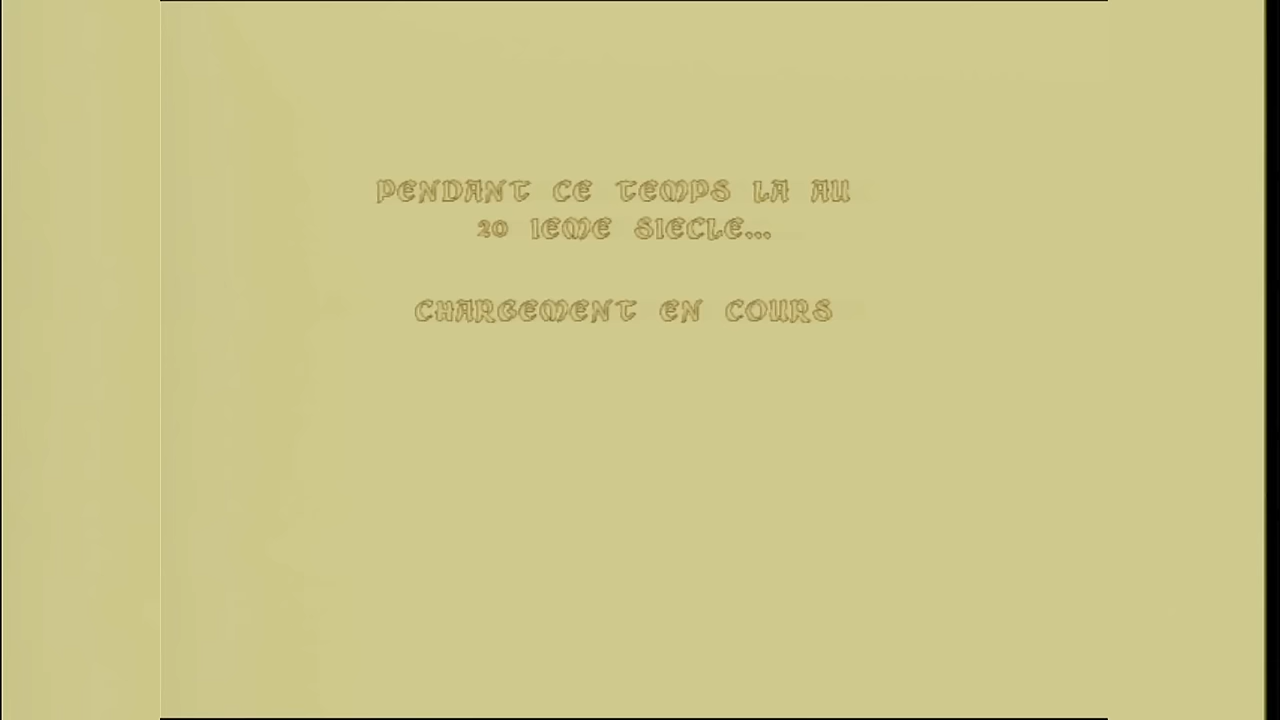 PENDANT CE TEMPS LA AU
20 IEME SIECLE...
CHARGEMENT EN COURS